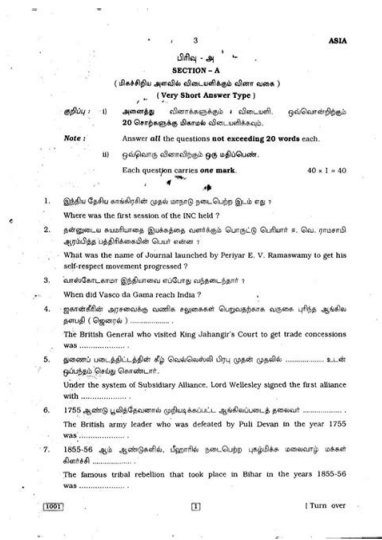 3
ASIA
பிரிவு - அ
SECTION - A
( மிகச்சிறிய அளவில் விடையளிக்கும் வினா வகை )
( Very Short Answer Type )
குறிப்பு : i) அனைத்து வினாக்களுக்கும் விடையளி. ஒவ்வொன்றிற்கும்
20 சொற்களுக்கு மிகாமல் விடையளிக்கவும்.
Note : Answer all the questions not exceeding 20 words each.
ii) ஒவ்வொரு வினாவிற்கும் ஒரு மதிப்பெண்.
Each question carries one mark. 40 × 1 = 40
1. இந்திய தேசிய காங்கிரசின் முதல் மாநாடு நடைபெற்ற இடம் எது ?
Where was the first session of the INC held ?
2. தன்னுடைய சுயமரியாதை இயக்கத்தை வளர்க்கும் பொருட்டு பெரியார் ஈ. வெ. ராமசாமி
ஆரம்பித்த பத்திரிக்கையின் பெயர் என்ன ?
What was the name of Journal launched by Periyar E. V. Ramaswamy to get his
self-respect movement progressed ?
3. வாஸ்கோடகாமா இந்தியாவை எப்போது வந்தடைந்தார் ?
When did Vasco da Gama reach India ?
4. ஜகாங்கீரின் அரசவைக்கு வணிக சலுகைகள் பெறுவதற்காக வருகை புரிந்த ஆங்கில
தளபதி ( ஜெனரல் ) .................. .
The British General who visited King Jahangir's Court to get trade concessions
was .................. .
5. துணைப் படைத்திட்டத்தின் கீழ் வெல்லெஸ்லி பிரபு முதன் முதலில் .................. உடன்
ஒப்பந்தம் செய்து கொண்டார்.
Under the system of Subsidiary Alliance, Lord Wellesley signed the first alliance
with .................. .
6. 1755 ஆண்டு பூலித்தேவனால் முறியடிக்கப்பட்ட ஆங்கிலப்படைத் தலைவர் .................. .
The British army leader who was defeated by Puli Devan in the year 1755
was .................. .
7. 1855-56 ஆம் ஆண்டுகளில், பீஹாரில் நடைபெற்ற புகழ்மிக்க மலைவாழ் மக்கள்
கிளர்ச்சி .................. .
The famous tribal rebellion that took place in Bihar in the years 1855-56
was .................. .
1001
1
[ Turn over